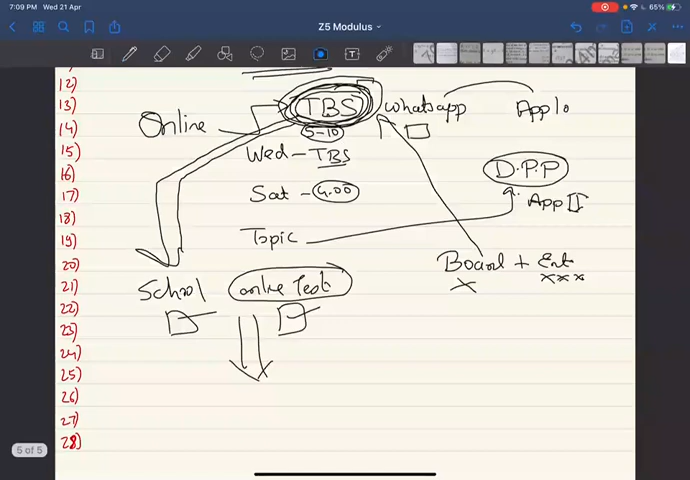 7:09 PM Wed 21 Apr
65%
Z5 Modulus
12)
13) TBS whatsapp App
14) Online 5-10
15) Wed - TBS
16) D.P.P
17) Sat - 4.00 App II
18)
19) Topic
20) Board + Ent
21) School online Test
22)
23)
24)
25)
26)
27)
28)
5 of 5